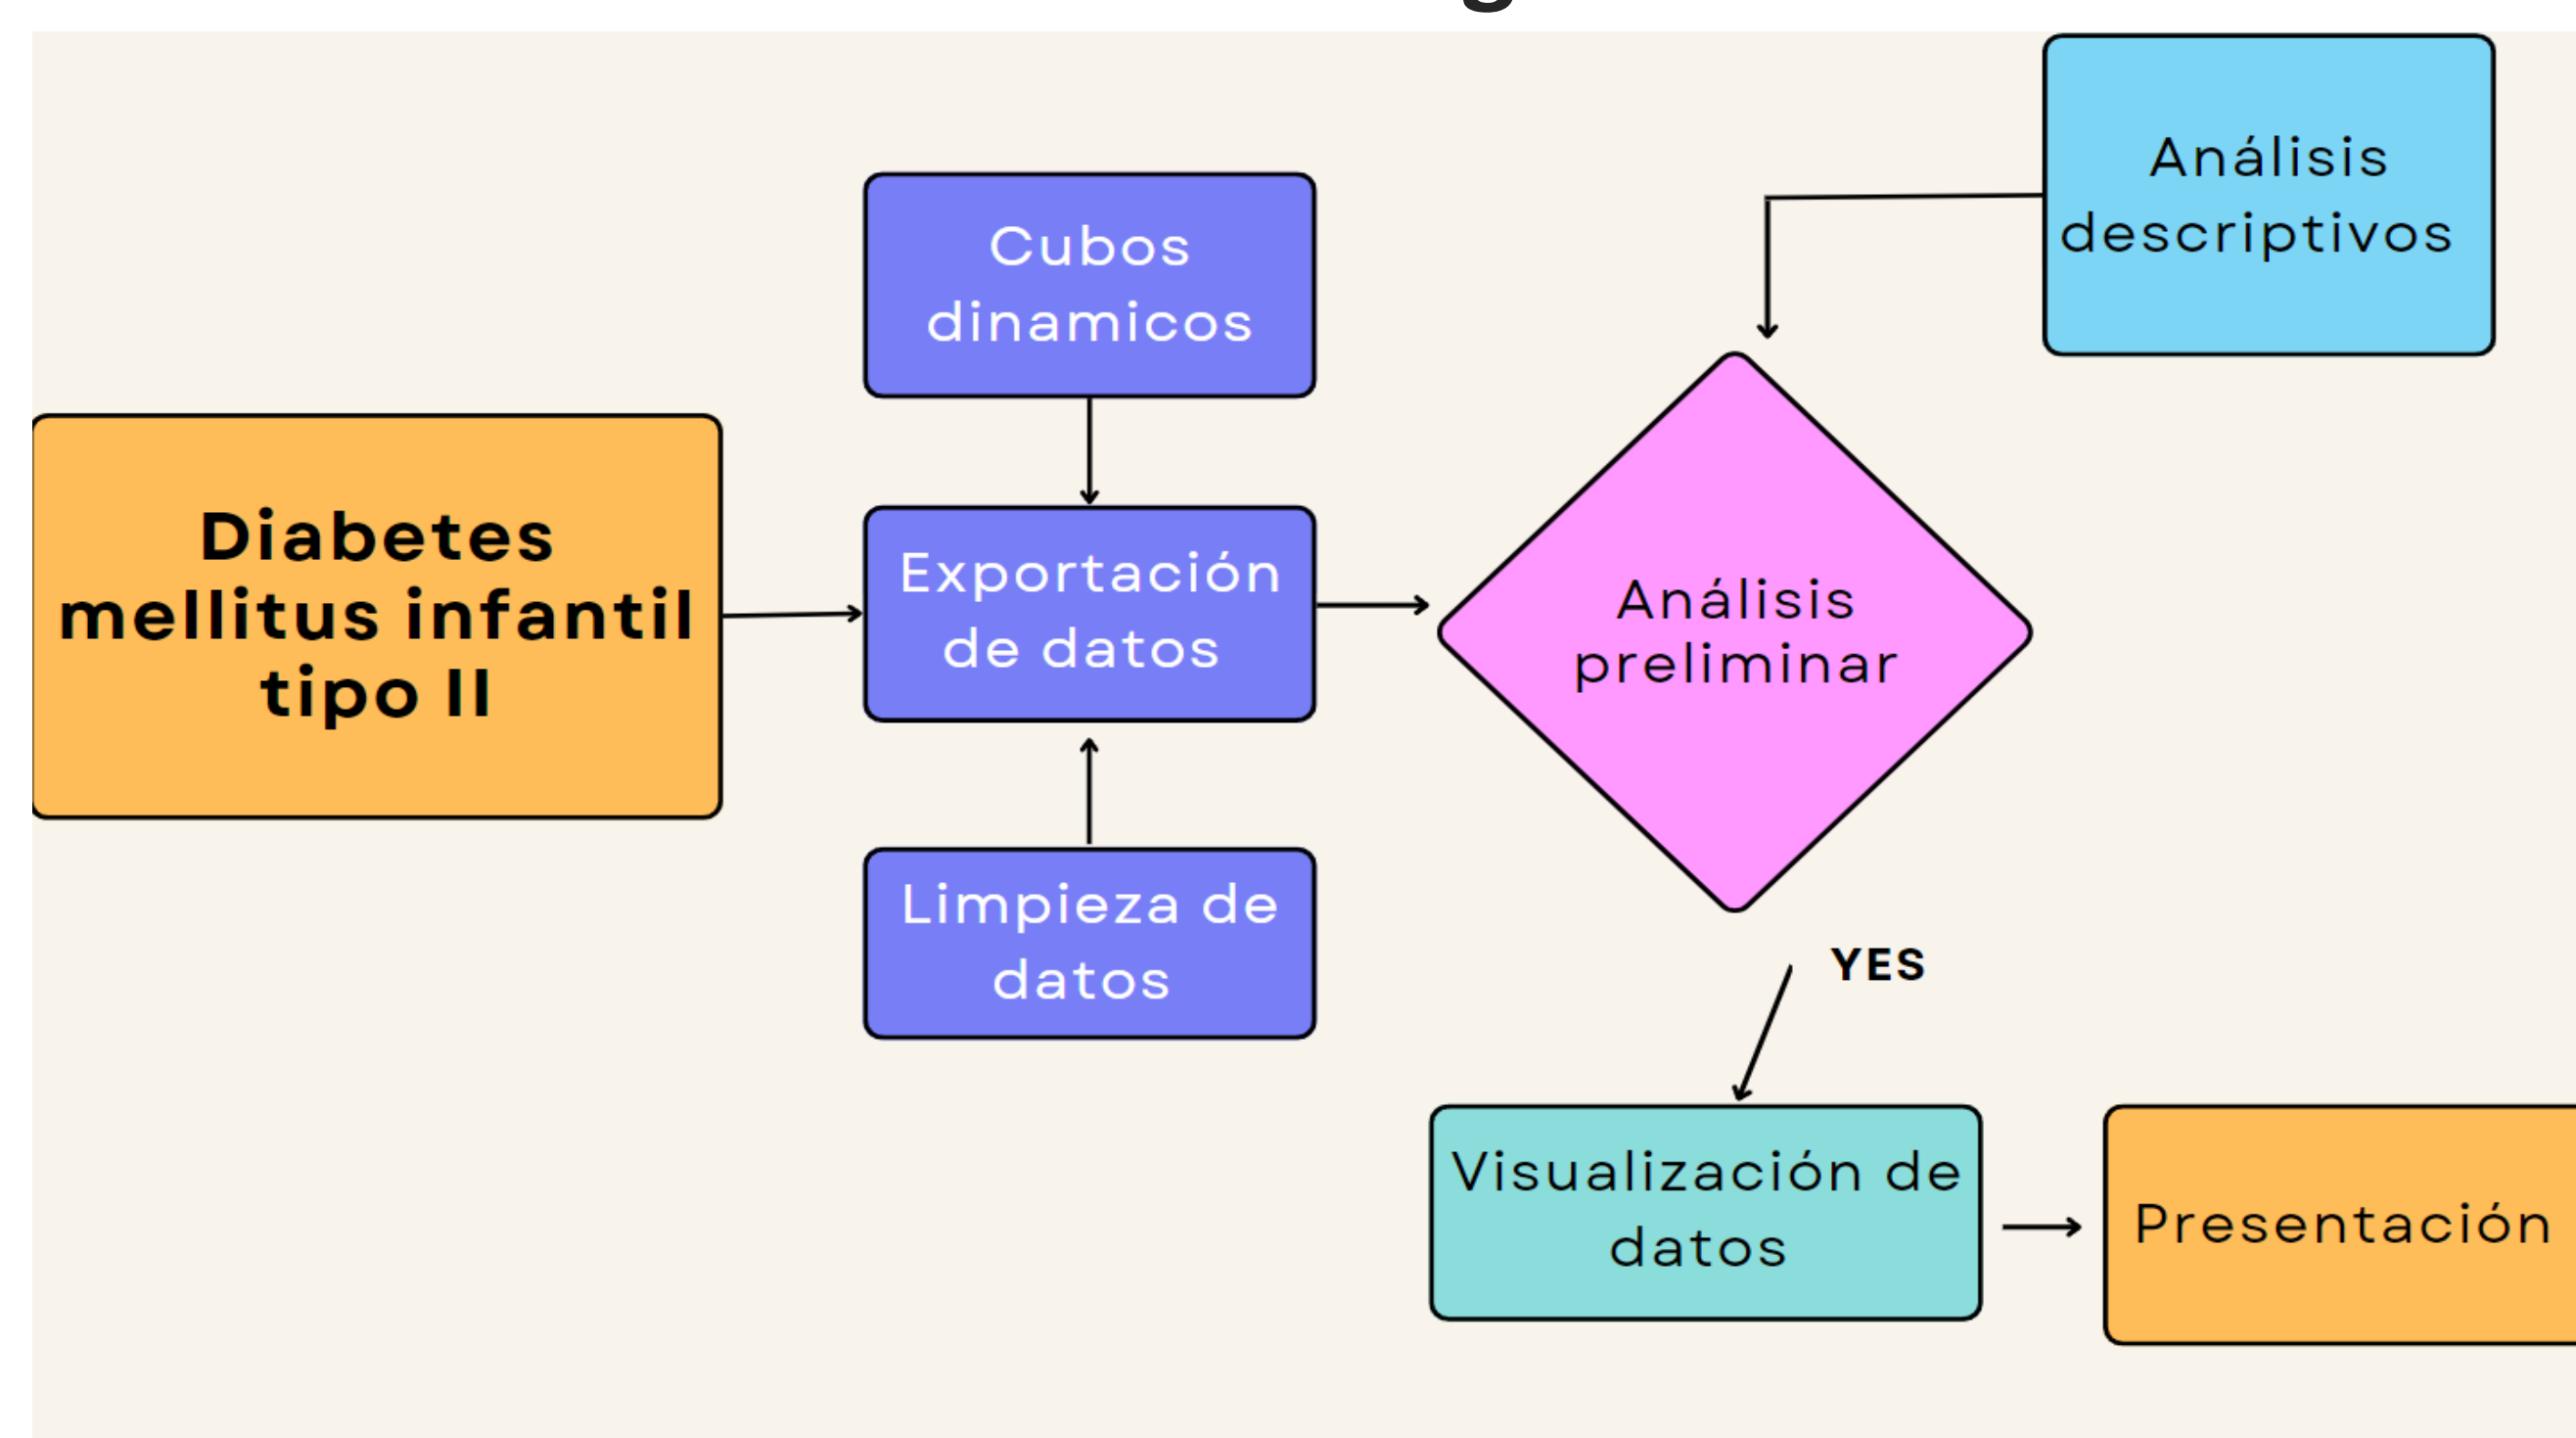 Análisis
descriptivos
Cubos
dinamicos
Diabetes
mellitus infantil
tipo II
Exportación
de datos
Análisis
preliminar
Limpieza de
datos
YES
Visualización de
datos
Presentación